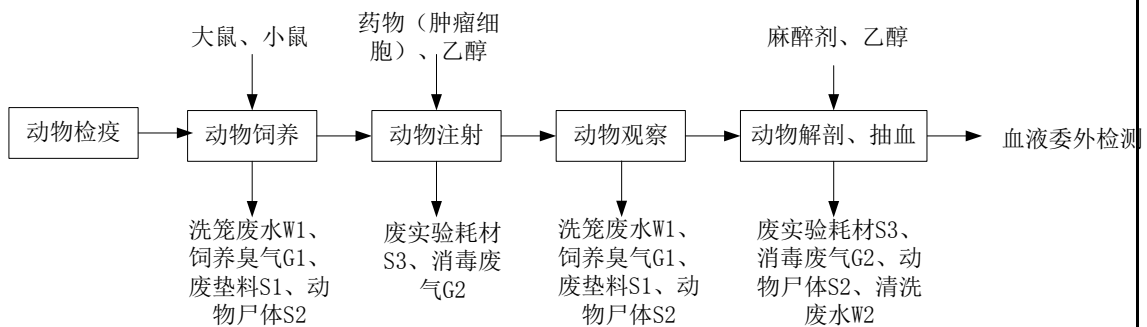 大鼠、小鼠
药物（肿瘤细
胞）、乙醇
麻醉剂、乙醇
动物检疫
动物饲养
动物注射
动物观察
动物解剖、抽血
血液委外检测
洗笼废水W1、
饲养臭气G1、
废垫料S1、动
物尸体S2
废实验耗材
S3、消毒废
气G2
洗笼废水W1、
饲养臭气G1、
废垫料S1、动
物尸体S2
废实验耗材S3、
消毒废气G2、动
物尸体S2、清洗
废水W2